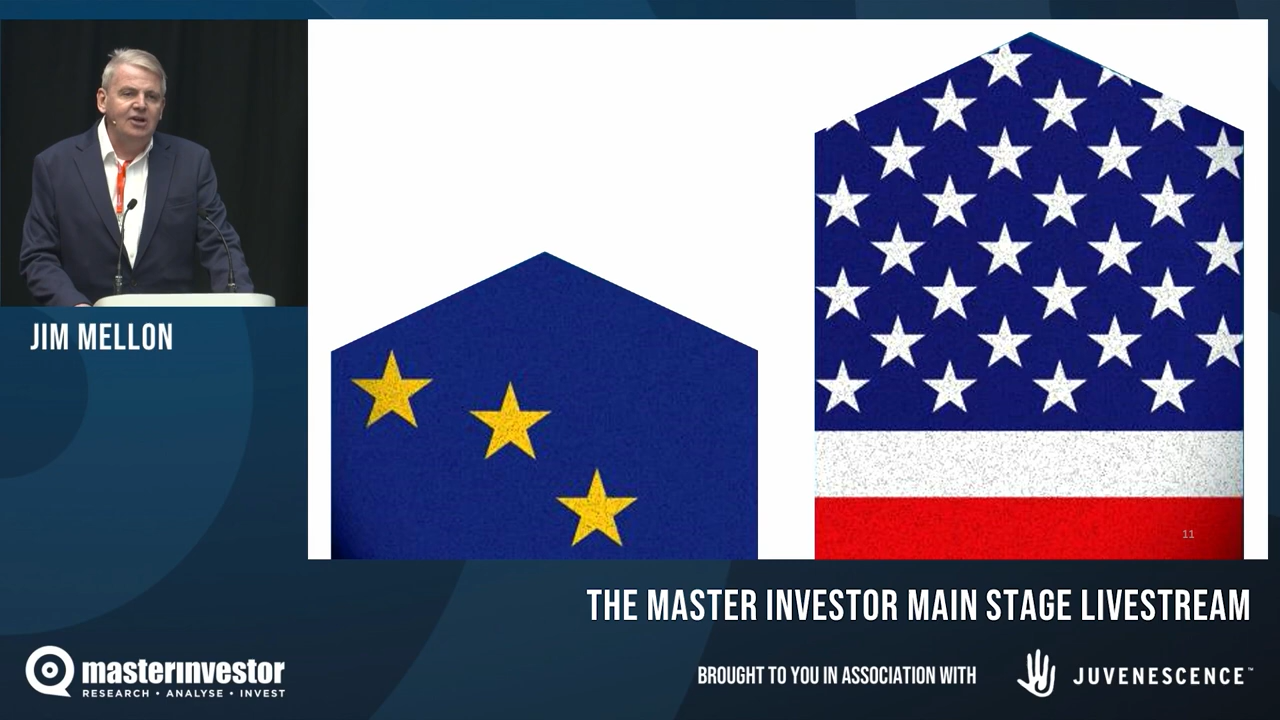 JIM MELLON
11
THE MASTER INVESTOR MAIN STAGE LIVESTREAM
masterinvestor
RESEARCH • ANALYSE • INVEST
BROUGHT TO YOU IN ASSOCIATION WITH
JUVENESCENCE™